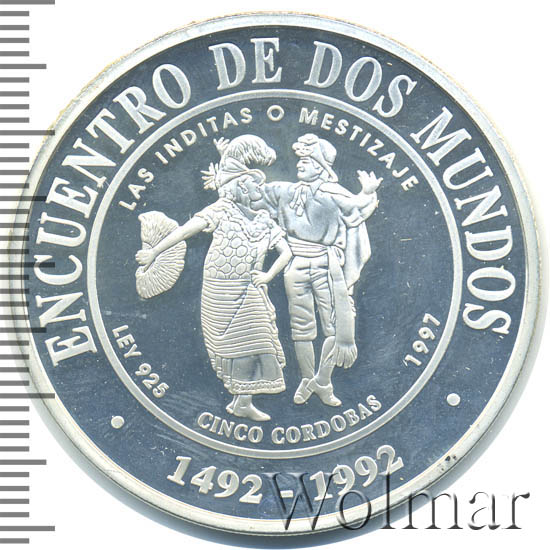 ENCUENTRO DE DOS MUNDOS
LAS INDITAS O MESTIZAJE
LEY 925
CINCO CORDOBAS
1997
• 1492 - 1992 •
Wolmar